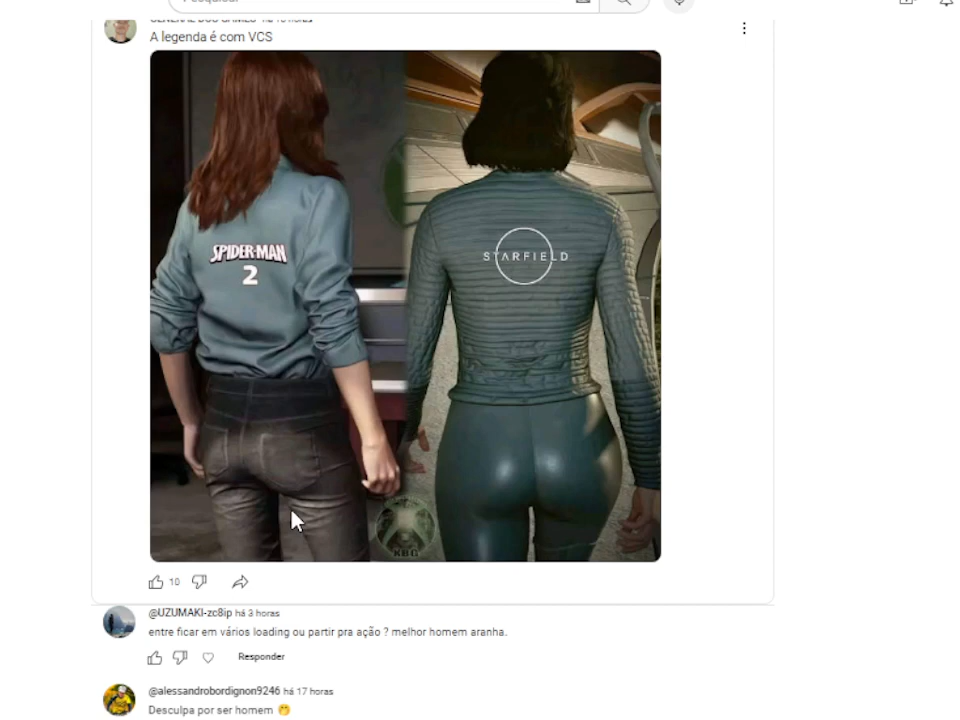 A legenda é com VCS
SPIDER-MAN
2
STARFIELD
KBG
10
@UZUMAKI-zc8ip há 3 horas
entre ficar em vários loading ou partir pra ação ? melhor homem aranha.
Responder
@alessandrobordignon9246 há 17 horas
Desculpa por ser homem 🤭